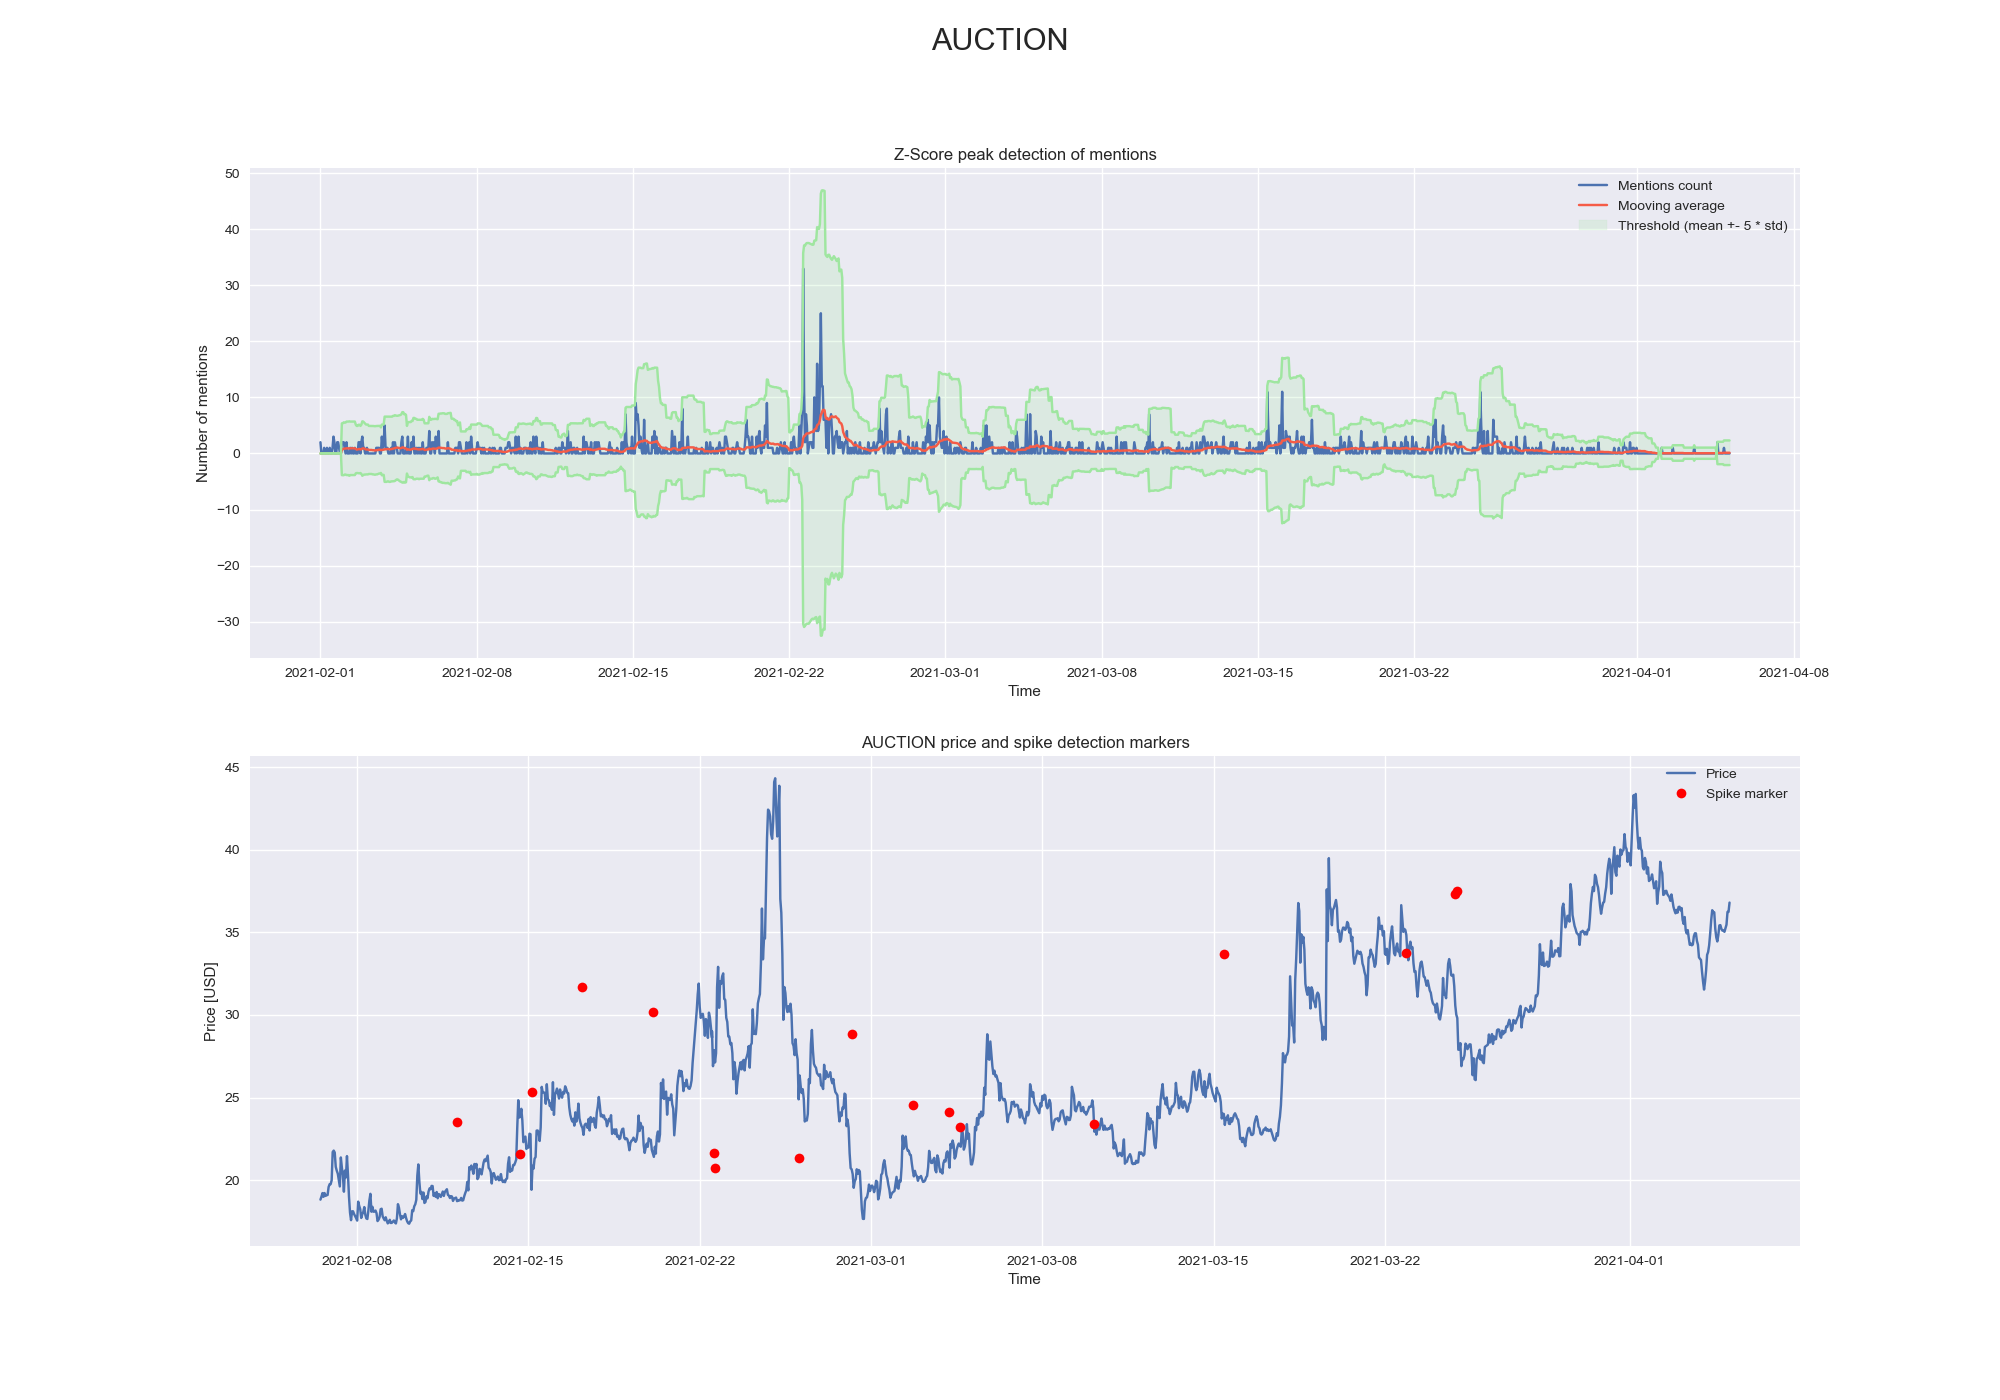 AUCTION
Z-Score peak detection of mentions
50
40
30
20
10
0
−10
−20
−30
Number of mentions
Mentions count
Mooving average
Threshold (mean +- 5 * std)
2021-02-01 2021-02-08 2021-02-15 2021-02-22 2021-03-01 2021-03-08 2021-03-15 2021-03-22 2021-04-01 2021-04-08
Time
AUCTION price and spike detection markers
45
40
35
30
25
20
Price [USD]
Price
Spike marker
2021-02-08 2021-02-15 2021-02-22 2021-03-01 2021-03-08 2021-03-15 2021-03-22 2021-04-01
Time